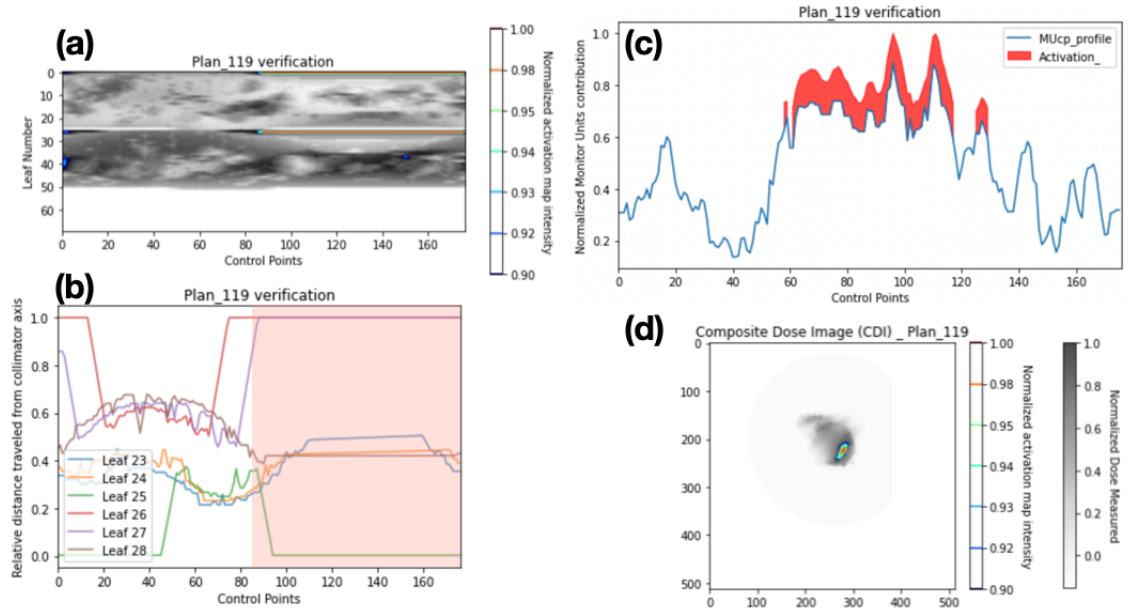 (a)
Plan_119 verification
Leaf Number
0
10
20
30
40
50
60
0 20 40 60 80 100 120 140 160
Control Points
1.00
0.98
0.95
0.94
0.93
0.92
0.90
Normalized activation map intensity
(b)
Plan_119 verification
Relative distance traveled from collimator axis
1.0
0.8
0.6
0.4
0.2
0.0
Leaf 23
Leaf 24
Leaf 25
Leaf 26
Leaf 27
Leaf 28
0 20 40 60 80 100 120 140 160
Control Points
(c)
Plan_119 verification
Normalized Monitor Units contribution
1.0
0.8
0.6
0.4
0.2
MUcp_profile
Activation_
0 20 40 60 80 100 120 140 160
Control Points
(d)
Composite Dose Image (CDI) _ Plan_119
0
100
200
300
400
500
0 100 200 300 400 500
1.00
0.98
0.95
0.94
0.93
0.92
0.90
Normalized activation map intensity
1.0
0.8
0.6
0.4
0.2
0.0
Normalized Dose Measured